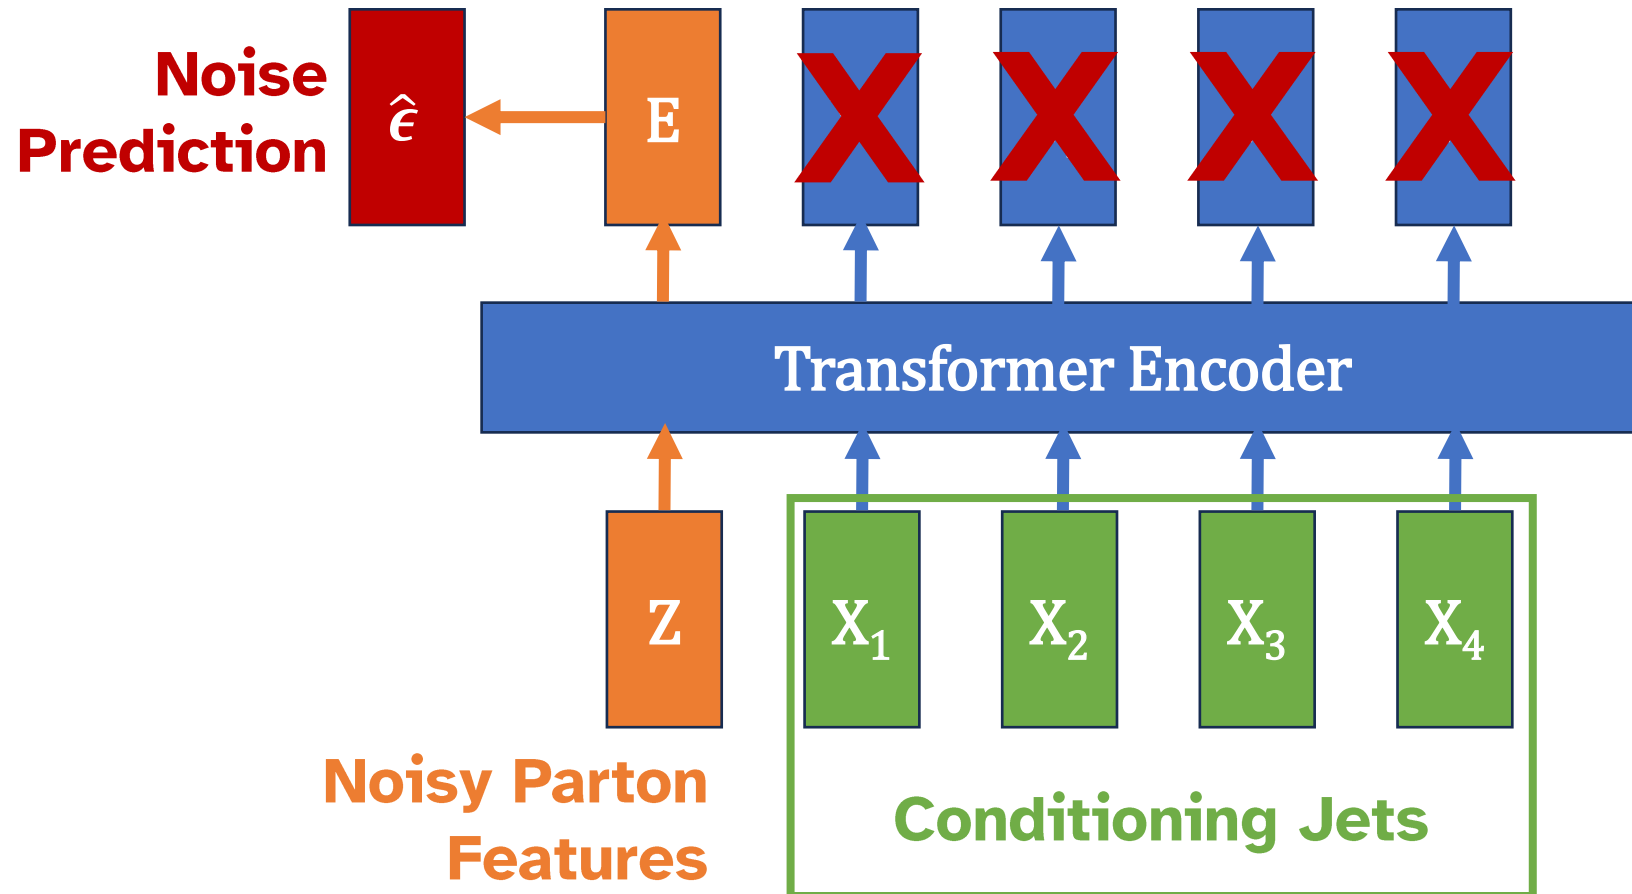 Noise
Prediction
ϵ̂
E
X X X X
Transformer Encoder
Z
X₁
X₂
X₃
X₄
Noisy Parton
Features
Conditioning Jets